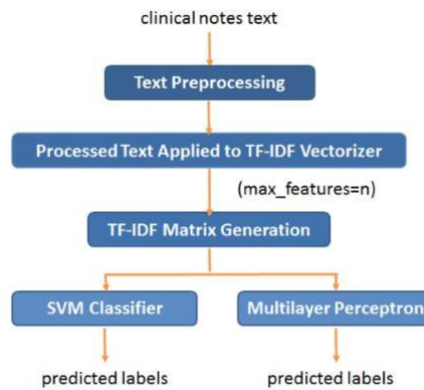 clinical notes text
Text Preprocessing
Processed Text Applied to TF-IDF Vectorizer
(max_features=n)
TF-IDF Matrix Generation
SVM Classifier
Multilayer Perceptron
predicted labels
predicted labels